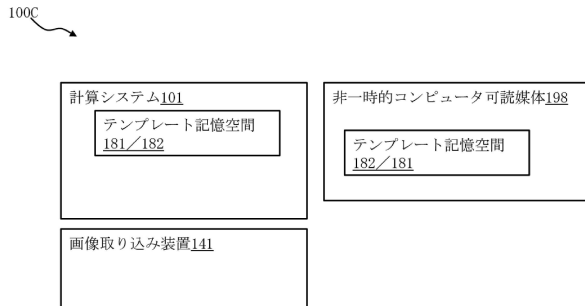 100C
計算システム101
テンプレート記憶空間
181／182
非一時的コンピュータ可読媒体198
テンプレート記憶空間
182／181
画像取り込み装置141